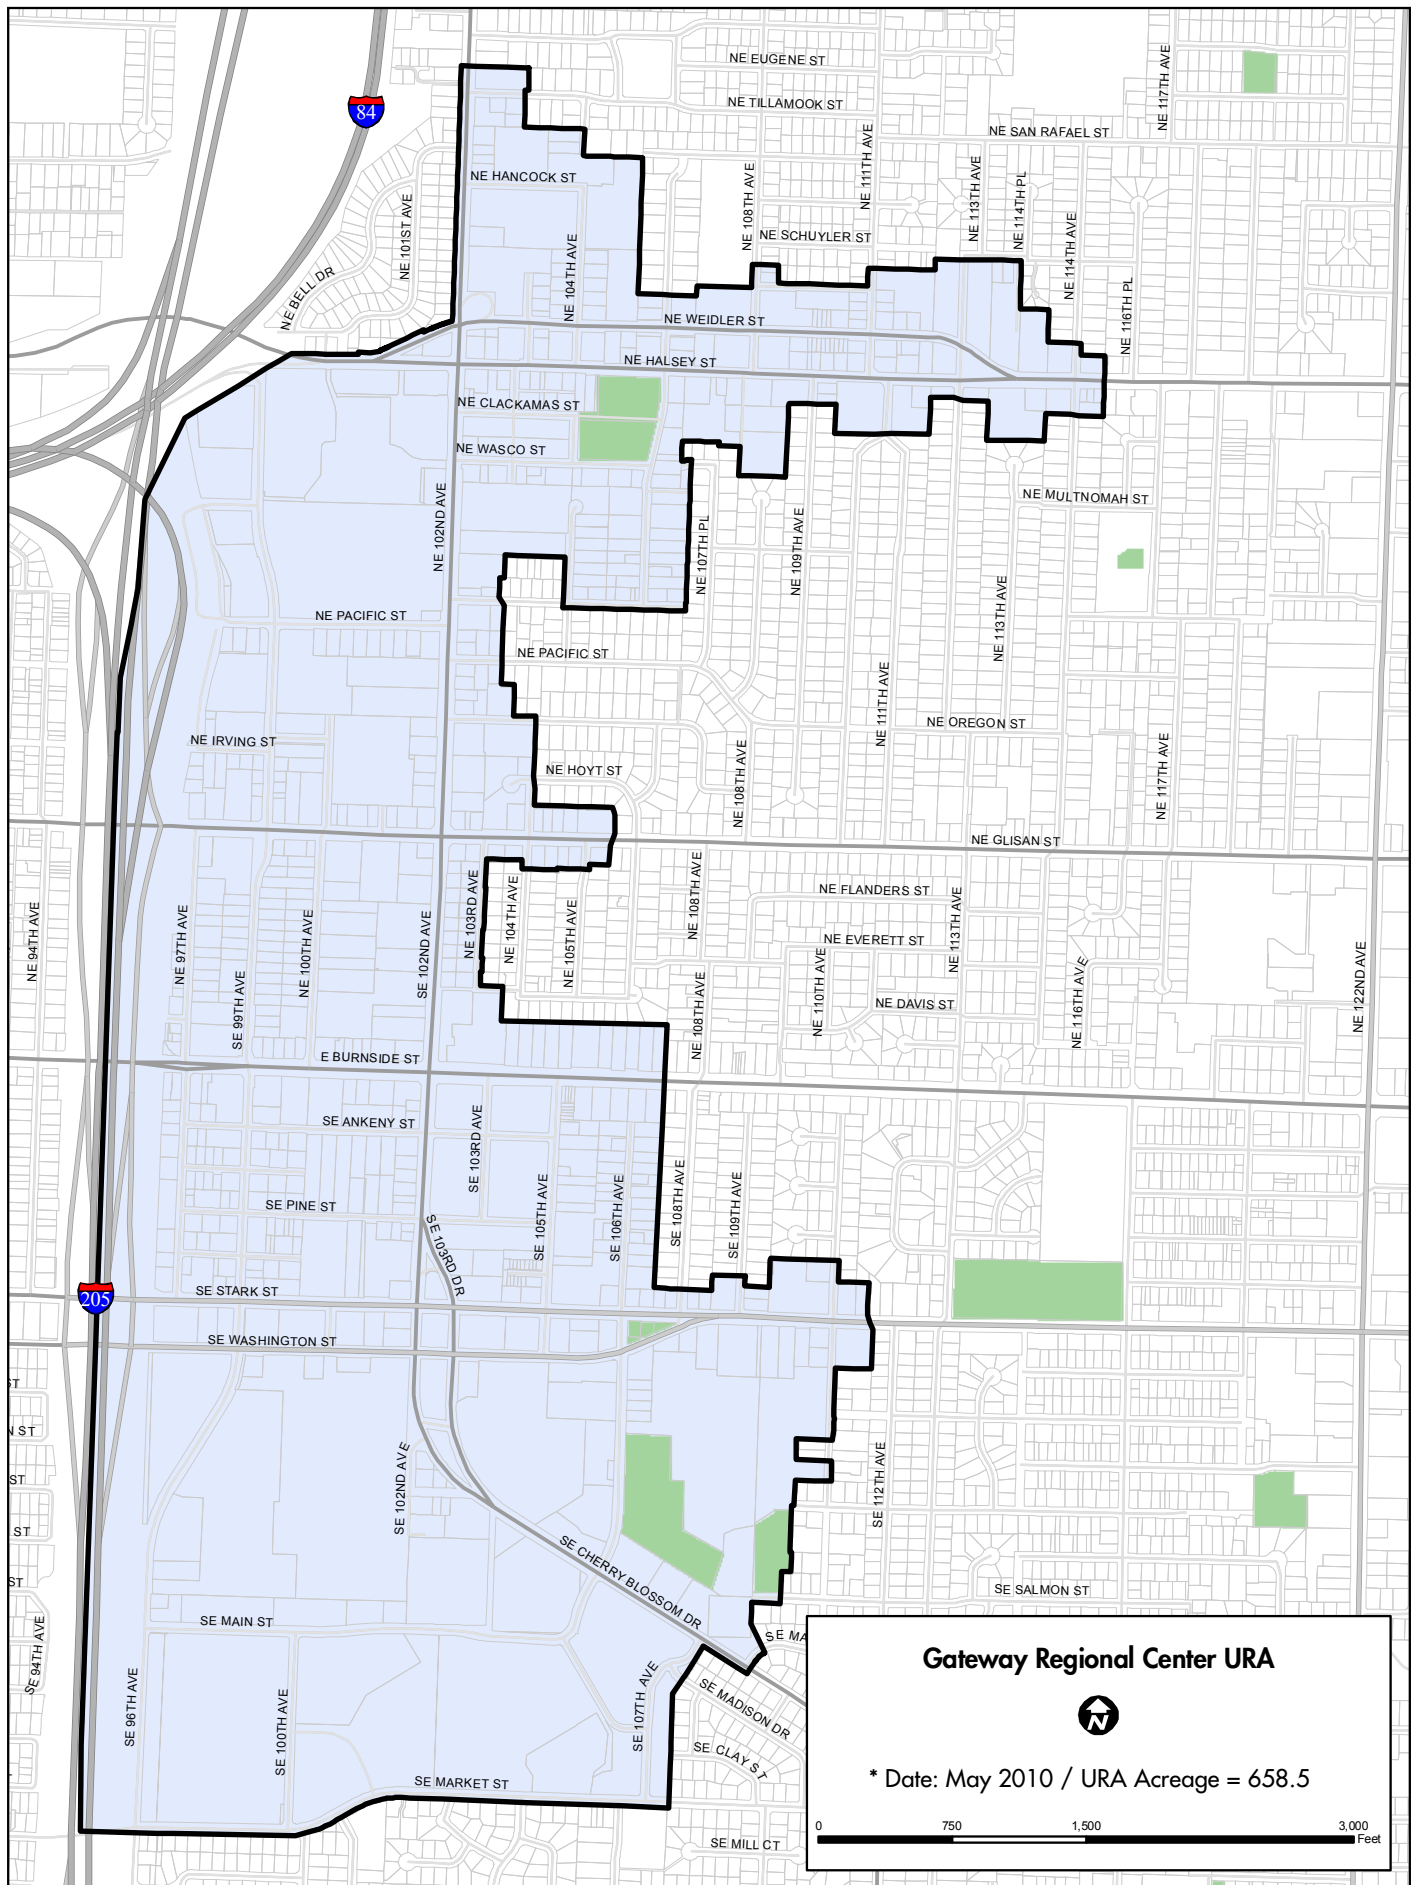 NE EUGENE ST
NE TILLAMOOK ST
NE SAN RAFAEL ST
NE 117TH AVE
84
NE HANCOCK ST
NE 101ST AVE
NE BELL DR
NE 104TH AVE
NE 108TH AVE
NE 111TH AVE
NE 113TH AVE
NE 114TH PL
NE 114TH AVE
NE 116TH PL
NE SCHUYLER ST
NE WEIDLER ST
NE HALSEY ST
NE CLACKAMAS ST
NE WASCO ST
NE 102ND AVE
NE MULTNOMAH ST
NE 107TH PL
NE 109TH AVE
NE 113TH AVE
NE PACIFIC ST
NE PACIFIC ST
NE 111TH AVE
NE OREGON ST
NE IRVING ST
NE HOYT ST
NE 108TH AVE
NE 117TH AVE
NE GLISAN ST
NE 94TH AVE
NE 97TH AVE
SE 99TH AVE
NE 100TH AVE
SE 102ND AVE
NE 103RD AVE
NE 104TH AVE
NE 105TH AVE
NE 108TH AVE
NE FLANDERS ST
NE EVERETT ST
NE 113TH AVE
NE 110TH AVE
NE DAVIS ST
NE 108TH AVE
NE 116TH AVE
NE 122ND AVE
E BURNSIDE ST
SE ANKENY ST
SE 103RD AVE
SE PINE ST
SE 103RD DR
SE 105TH AVE
SE 106TH AVE
SE 108TH AVE
SE 109TH AVE
205
SE STARK ST
SE WASHINGTON ST
ST
N ST
ST
ST
ST
SE 102ND AVE
SE 112TH AVE
SE CHERRY BLOSSOM DR
SE SALMON ST
SE 94TH AVE
SE MAIN ST
SE MA
SE 96TH AVE
SE 100TH AVE
SE 107TH AVE
SE MADISON DR
SE CLAY ST
SE MARKET ST
SE MILL CT
Gateway Regional Center URA
N
* Date: May 2010 / URA Acreage = 658.5
0 750 1,500 3,000
Feet